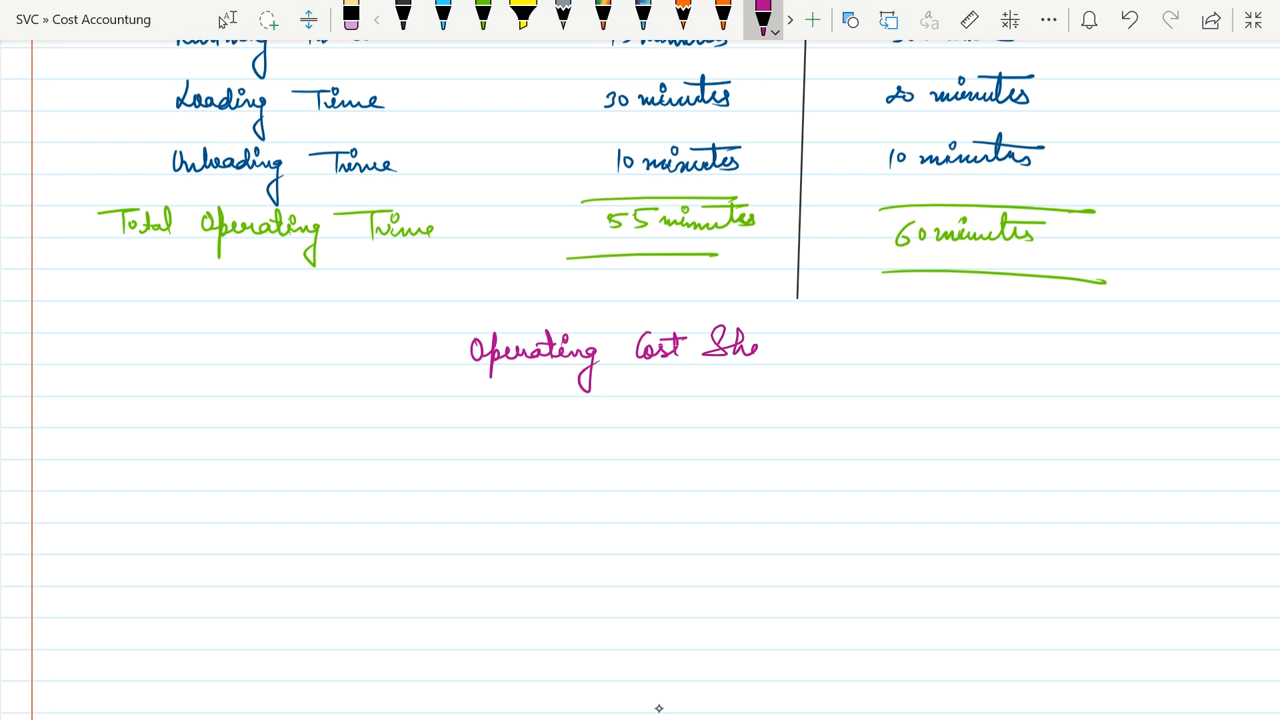 SVC » Cost Accountung
Loading Time 30 minutes 20 minutes
Unloading Time 10 minutes 10 minutes
Total Operating Time 55 minutes 60 minutes
Operating Cost She